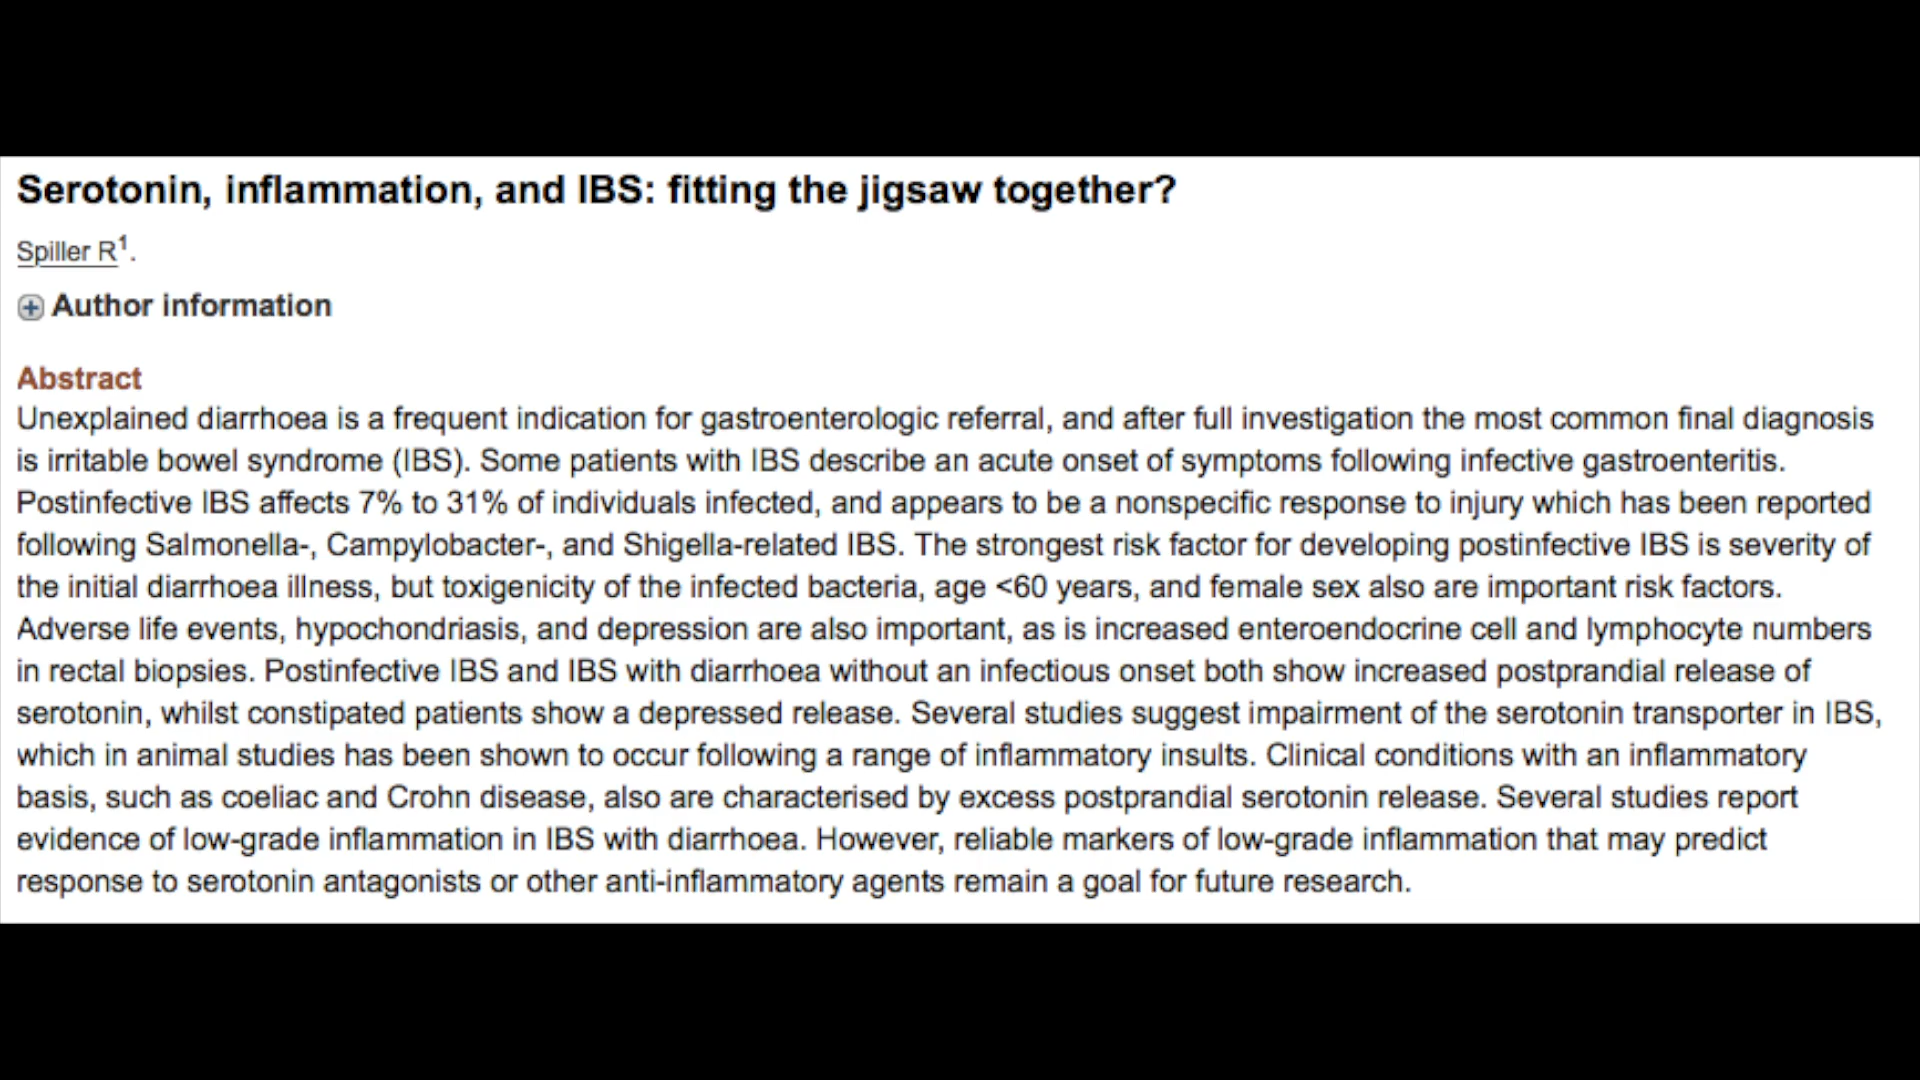 Serotonin, inflammation, and IBS: fitting the jigsaw together?
Spiller R1.
Author information
Abstract
Unexplained diarrhoea is a frequent indication for gastroenterologic referral, and after full investigation the most common final diagnosis
is irritable bowel syndrome (IBS). Some patients with IBS describe an acute onset of symptoms following infective gastroenteritis.
Postinfective IBS affects 7% to 31% of individuals infected, and appears to be a nonspecific response to injury which has been reported
following Salmonella-, Campylobacter-, and Shigella-related IBS. The strongest risk factor for developing postinfective IBS is severity of
the initial diarrhoea illness, but toxigenicity of the infected bacteria, age <60 years, and female sex also are important risk factors.
Adverse life events, hypochondriasis, and depression are also important, as is increased enteroendocrine cell and lymphocyte numbers
in rectal biopsies. Postinfective IBS and IBS with diarrhoea without an infectious onset both show increased postprandial release of
serotonin, whilst constipated patients show a depressed release. Several studies suggest impairment of the serotonin transporter in IBS,
which in animal studies has been shown to occur following a range of inflammatory insults. Clinical conditions with an inflammatory
basis, such as coeliac and Crohn disease, also are characterised by excess postprandial serotonin release. Several studies report
evidence of low-grade inflammation in IBS with diarrhoea. However, reliable markers of low-grade inflammation that may predict
response to serotonin antagonists or other anti-inflammatory agents remain a goal for future research.